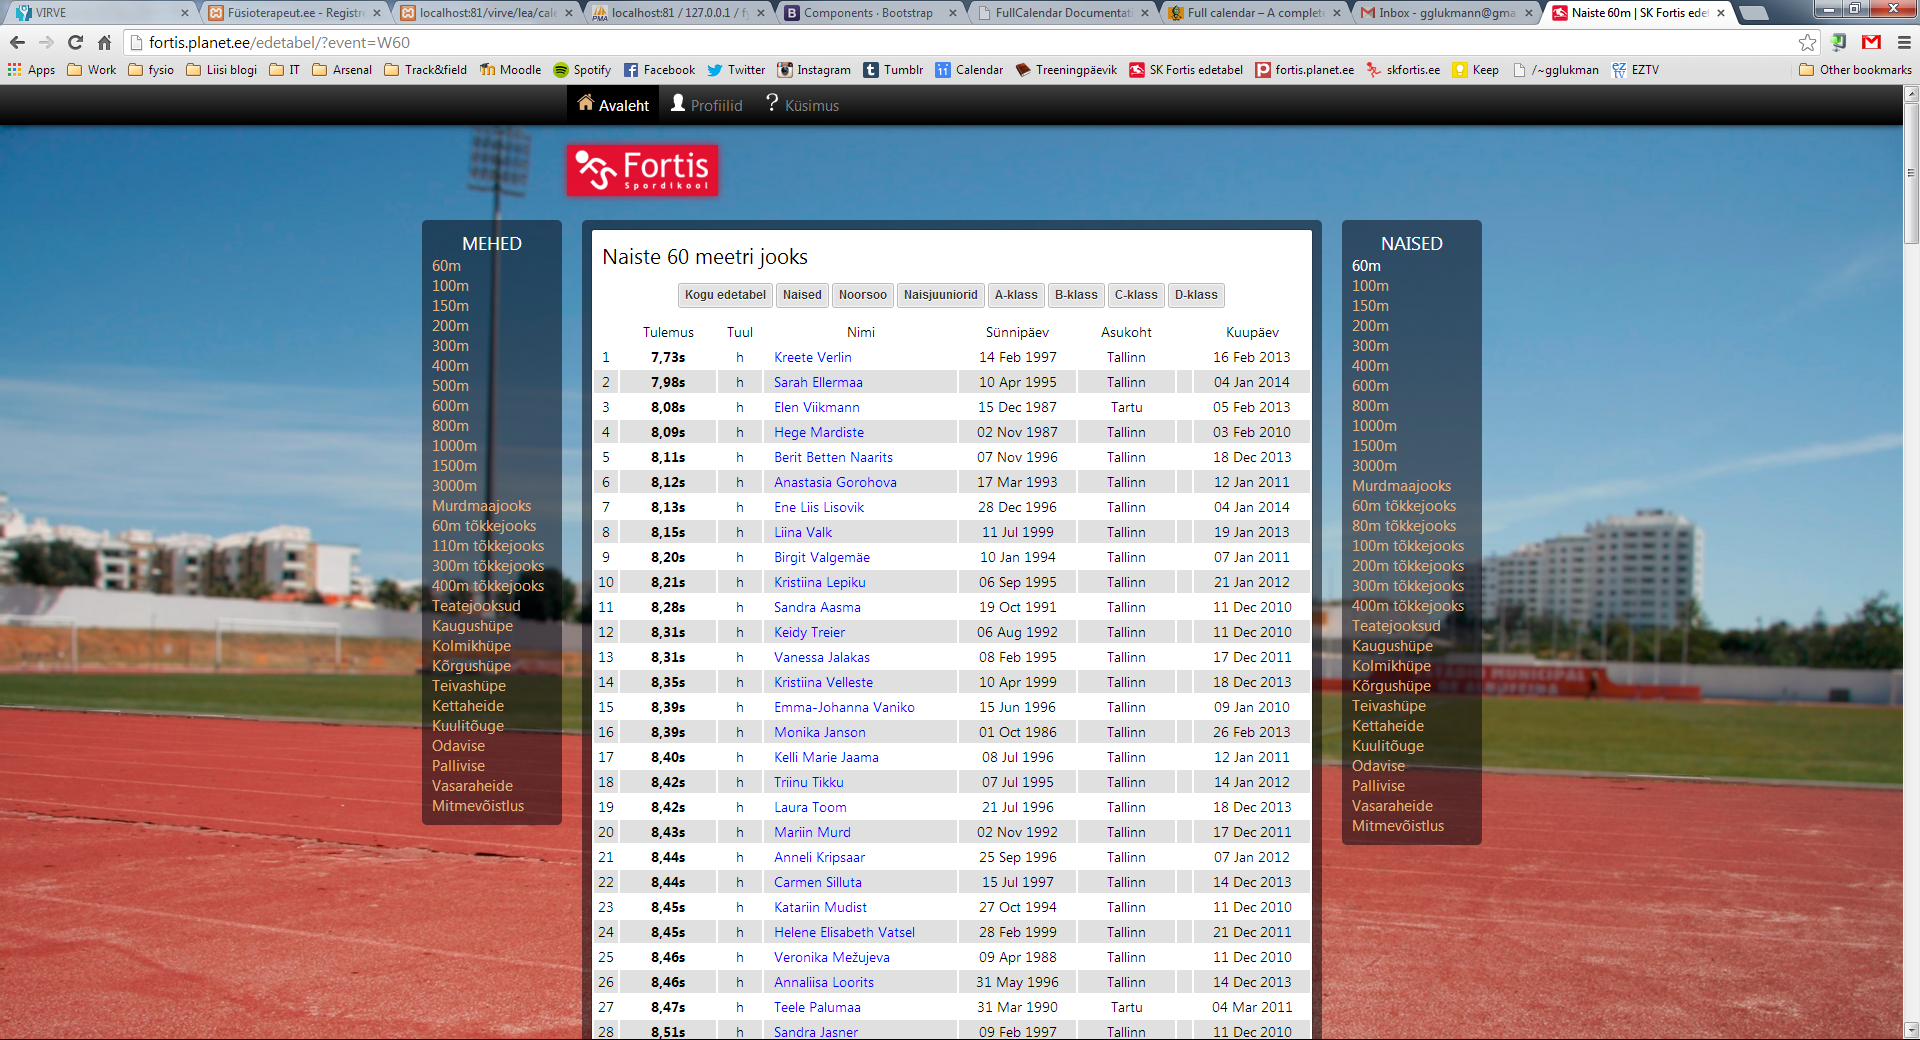 VIRVE
Füsioterapeut.ee - Registre
localhost:81/virve/lea/cale
localhost:81 / 127.0.0.1 / fy
Components · Bootstrap
FullCalendar Documentati
Full calendar – A complete
Inbox - gglukmann@gma
Naiste 60m | SK Fortis edet
fortis.planet.ee/edetabel/?event=W60
Apps Work fysio Liisi blogi IT Arsenal Track&field Moodle Spotify Facebook Twitter Instagram Tumblr Calendar Treeningpäevik SK Fortis edetabel fortis.planet.ee skfortis.ee Keep /~gglukman EZTV Other bookmarks
Avaleht Profiilid Küsimus
Fortis
Spordikool
MEHED
60m
100m
150m
200m
300m
400m
500m
600m
800m
1000m
1500m
3000m
Murdmaajooks
60m tõkkejooks
110m tõkkejooks
300m tõkkejooks
400m tõkkejooks
Teatejooksud
Kaugushüpe
Kolmikhüpe
Kõrgushüpe
Teivashüpe
Kettaheide
Kuulitõuge
Odavise
Pallivise
Vasaraheide
Mitmevõistlus
Naiste 60 meetri jooks
Kogu edetabel Naised Noorsoo Naisjuuniorid A-klass B-klass C-klass D-klass
Tulemus Tuul Nimi Sünnipäev Asukoht Kuupäev
1 7,73s h Kreete Verlin 14 Feb 1997 Tallinn 16 Feb 2013
2 7,98s h Sarah Ellermaa 10 Apr 1995 Tallinn 04 Jan 2014
3 8,08s h Elen Viikmann 15 Dec 1987 Tartu 05 Feb 2013
4 8,09s h Hege Mardiste 02 Nov 1987 Tallinn 03 Feb 2010
5 8,11s h Berit Betten Naarits 07 Nov 1996 Tallinn 18 Dec 2013
6 8,12s h Anastasia Gorohova 17 Mar 1993 Tallinn 12 Jan 2011
7 8,13s h Ene Liis Lisovik 28 Dec 1996 Tallinn 04 Jan 2014
8 8,15s h Liina Valk 11 Jul 1999 Tallinn 19 Jan 2013
9 8,20s h Birgit Valgemäe 10 Jan 1994 Tallinn 07 Jan 2011
10 8,21s h Kristiina Lepiku 06 Sep 1995 Tallinn 21 Jan 2012
11 8,28s h Sandra Aasma 19 Oct 1991 Tallinn 11 Dec 2010
12 8,31s h Keidy Treier 06 Aug 1992 Tallinn 11 Dec 2010
13 8,31s h Vanessa Jalakas 08 Feb 1995 Tallinn 17 Dec 2011
14 8,35s h Kristiina Velleste 10 Apr 1999 Tallinn 18 Dec 2013
15 8,39s h Emma-Johanna Vaniko 15 Jun 1996 Tallinn 09 Jan 2010
16 8,39s h Monika Janson 01 Oct 1986 Tallinn 26 Feb 2013
17 8,40s h Kelli Marie Jaama 08 Jul 1996 Tallinn 12 Jan 2011
18 8,42s h Triinu Tikku 07 Jul 1995 Tallinn 14 Jan 2012
19 8,42s h Laura Toom 21 Jul 1996 Tallinn 18 Dec 2013
20 8,43s h Mariin Murd 02 Nov 1992 Tallinn 17 Dec 2011
21 8,44s h Anneli Kripsaar 25 Sep 1996 Tallinn 07 Jan 2012
22 8,44s h Carmen Silluta 15 Jul 1997 Tallinn 14 Dec 2013
23 8,45s h Katariin Mudist 27 Oct 1994 Tallinn 11 Dec 2010
24 8,45s h Helene Elisabeth Vatsel 28 Feb 1999 Tallinn 21 Dec 2011
25 8,46s h Veronika Mežujeva 09 Apr 1988 Tallinn 11 Dec 2010
26 8,46s h Annaliisa Loorits 31 May 1996 Tallinn 14 Dec 2013
27 8,47s h Teele Palumaa 31 Mar 1990 Tartu 04 Mar 2011
28 8,51s h Sandra Jasner 09 Feb 1997 Tallinn 11 Dec 2010
NAISED
60m
100m
150m
200m
300m
400m
600m
800m
1000m
1500m
3000m
Murdmaajooks
60m tõkkejooks
80m tõkkejooks
100m tõkkejooks
200m tõkkejooks
300m tõkkejooks
400m tõkkejooks
Teatejooksud
Kaugushüpe
Kolmikhüpe
Kõrgushüpe
Teivashüpe
Kettaheide
Kuulitõuge
Odavise
Pallivise
Vasaraheide
Mitmevõistlus